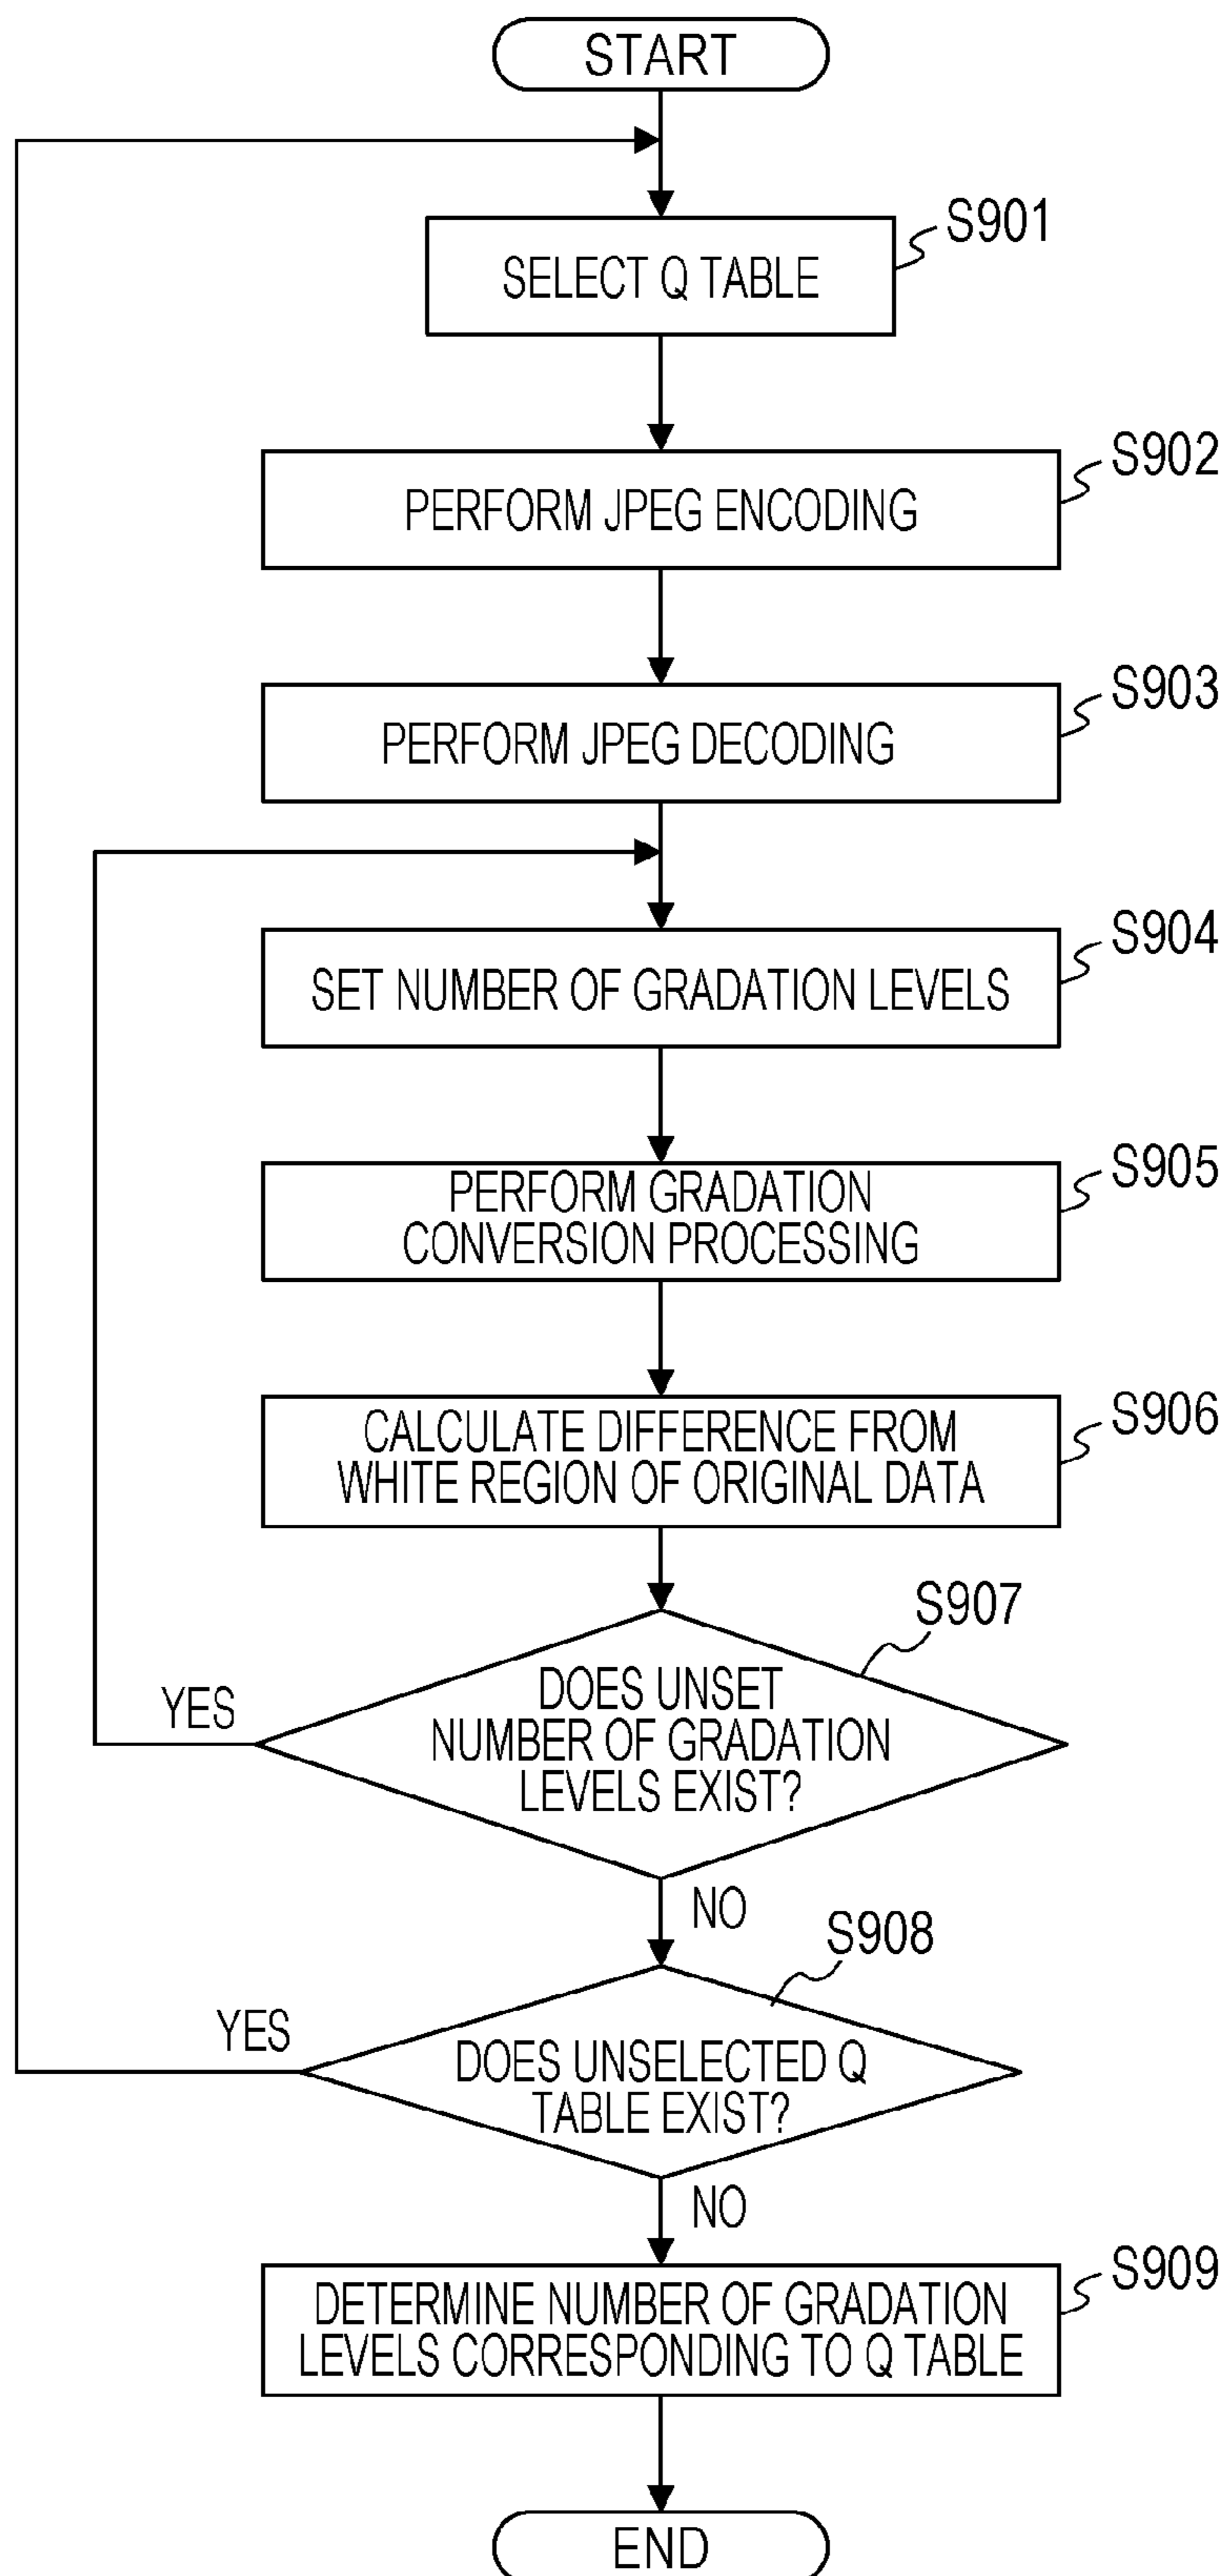 START
S901
SELECT Q TABLE
S902
PERFORM JPEG ENCODING
S903
PERFORM JPEG DECODING
S904
SET NUMBER OF GRADATION LEVELS
S905
PERFORM GRADATION
CONVERSION PROCESSING
S906
CALCULATE DIFFERENCE FROM
WHITE REGION OF ORIGINAL DATA
S907
DOES UNSET
NUMBER OF GRADATION
LEVELS EXIST?
YES
NO
S908
DOES UNSELECTED Q
TABLE EXIST?
YES
NO
S909
DETERMINE NUMBER OF GRADATION
LEVELS CORRESPONDING TO Q TABLE
END